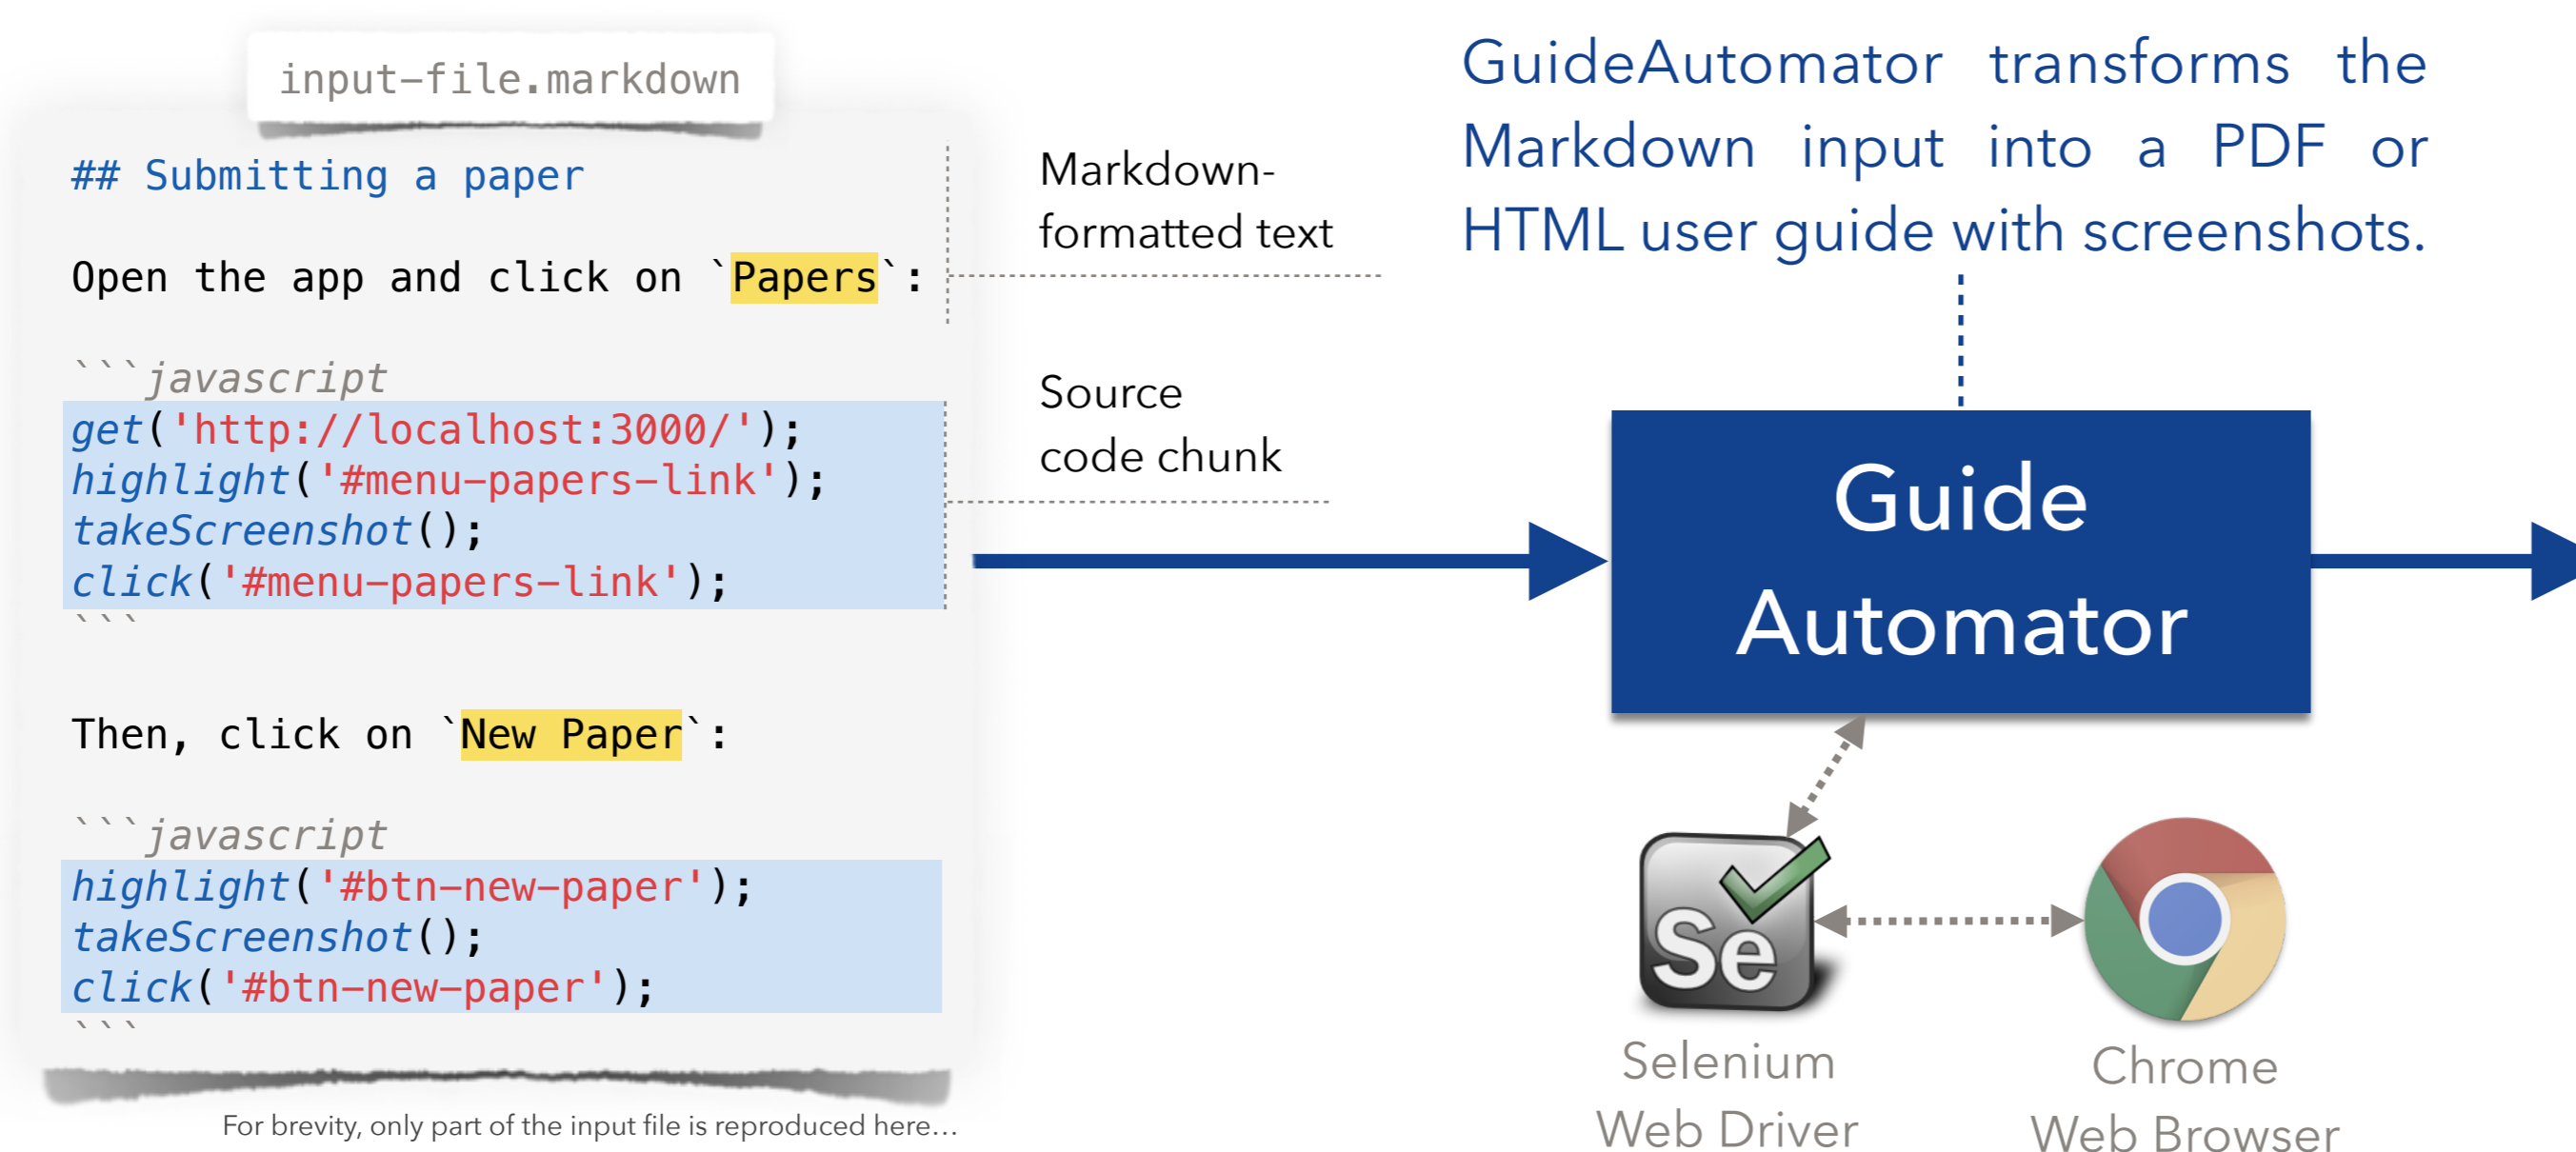 input-file.markdown
## Submitting a paper
Open the app and click on `Papers`:
```javascript
get('http://localhost:3000/');
highlight('#menu-papers-link');
takeScreenshot();
click('#menu-papers-link');
```
Then, click on `New Paper`:
```javascript
highlight('#btn-new-paper');
takeScreenshot();
click('#btn-new-paper');
```
For brevity, only part of the input file is reproduced here…
Markdown-
formatted text
Source
code chunk
GuideAutomator transforms the
Markdown input into a PDF or
HTML user guide with screenshots.
Guide
Automator
Se
Selenium
Web Driver
Chrome
Web Browser